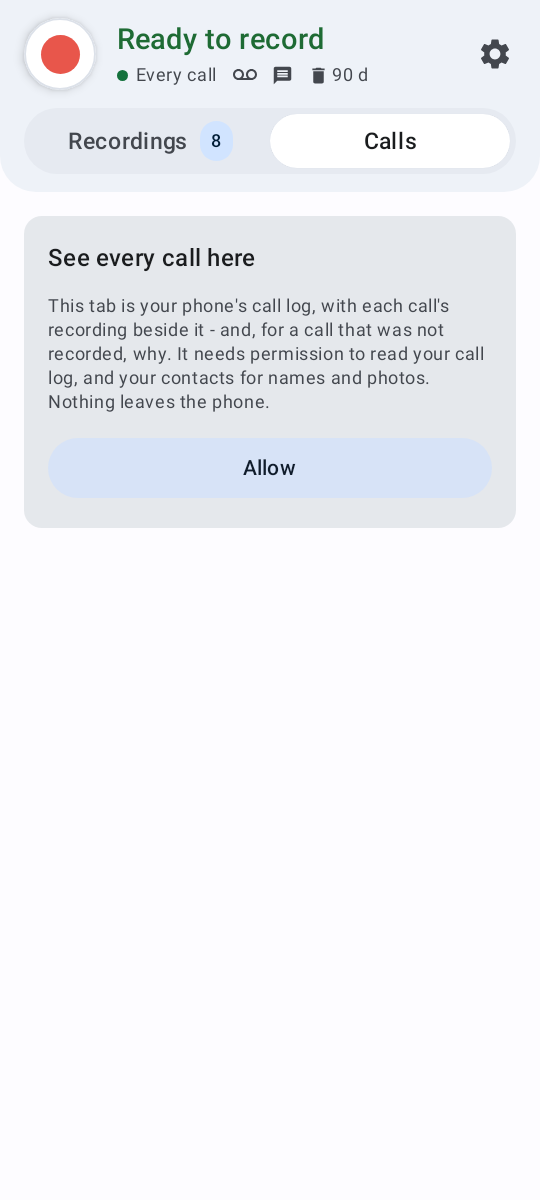 Ready to record
Every call
90 d
Recordings 8
Calls
See every call here
This tab is your phone's call log, with each call's
recording beside it - and, for a call that was not
recorded, why. It needs permission to read your call
log, and your contacts for names and photos.
Nothing leaves the phone.
Allow